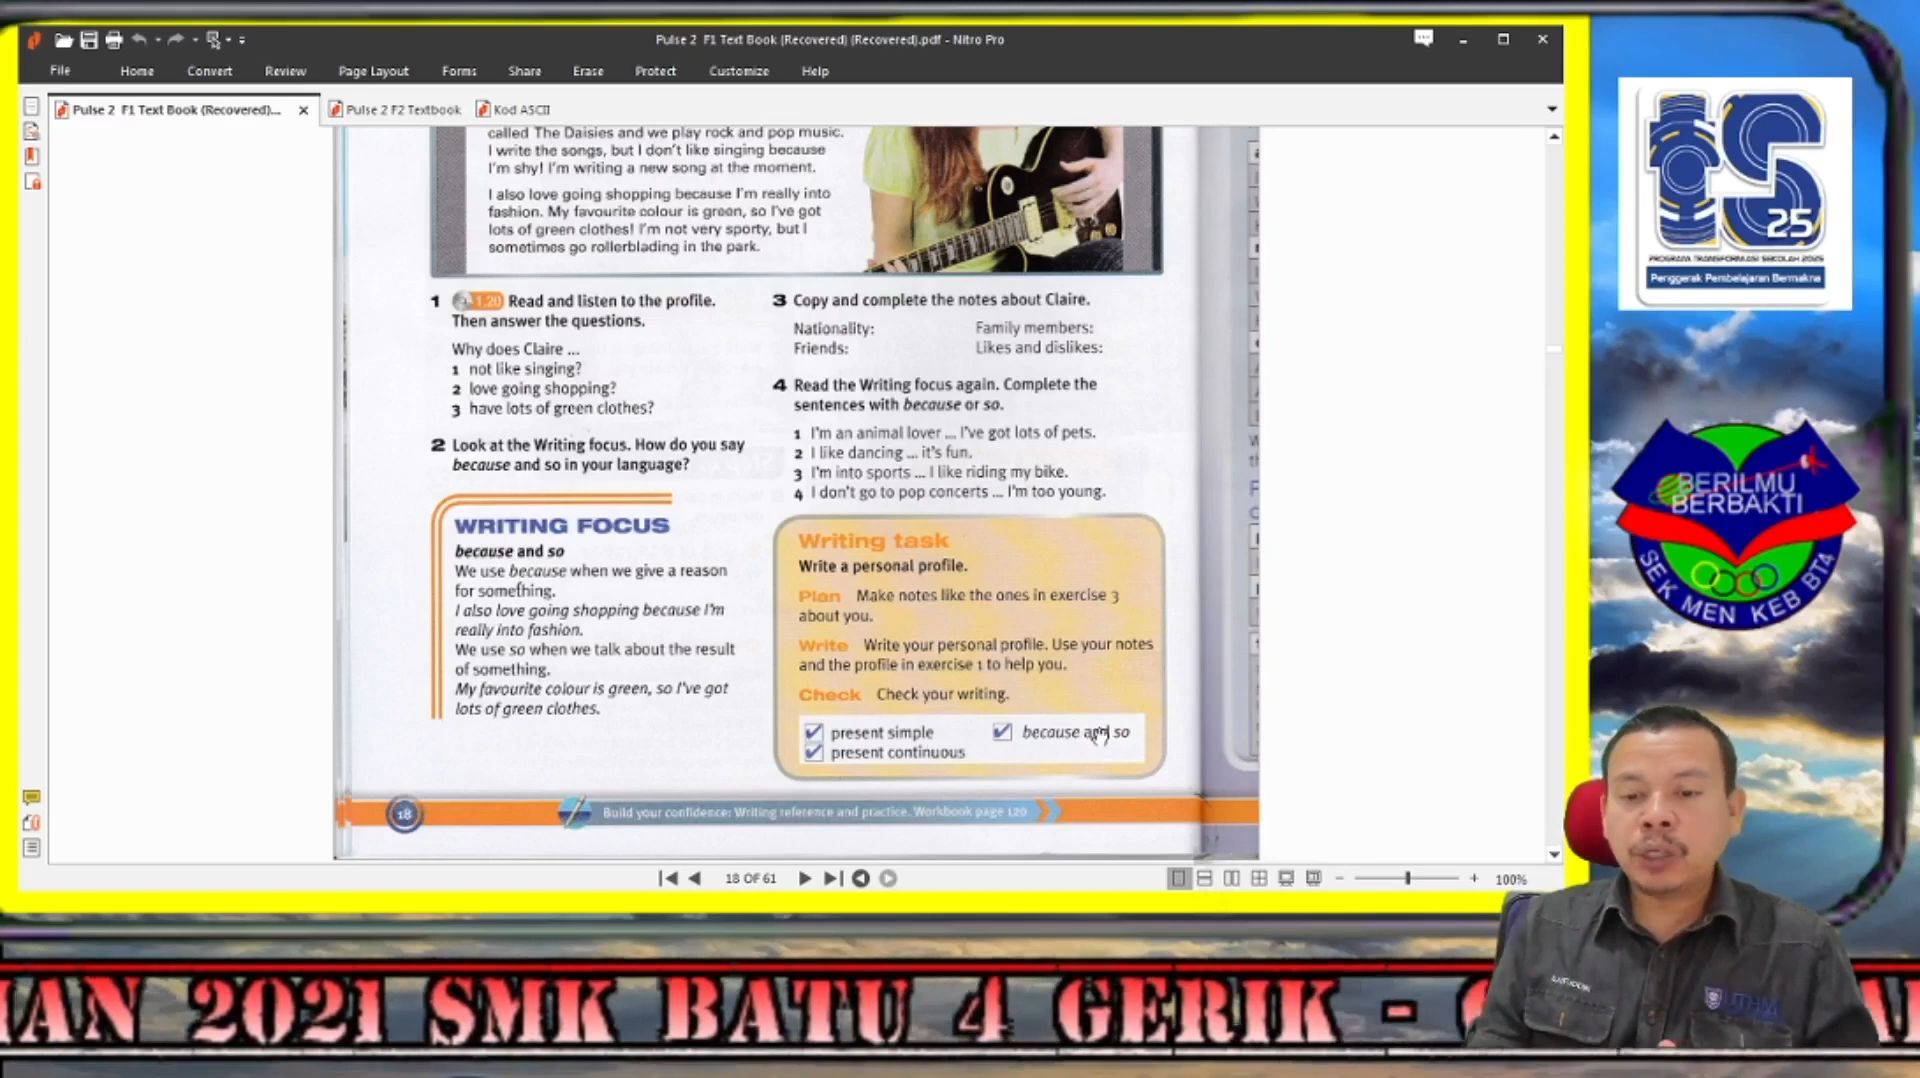 Pulse 2 F1 Text Book (Recovered) (Recovered).pdf - Nitro Pro
File Home Convert Review Page Layout Forms Share Erase Protect Customize Help
Pulse 2 F1 Text Book (Recovered)... Pulse 2 F2 Textbook Kod ASCII
called The Daisies and we play rock and pop music.
I write the songs, but I don't like singing because
I'm shy! I'm writing a new song at the moment.
I also love going shopping because I'm really into
fashion. My favourite colour is green, so I've got
lots of green clothes! I'm not very sporty, but I
sometimes go rollerblading in the park.
1 1.20 Read and listen to the profile.
Then answer the questions.
Why does Claire ...
1 not like singing?
2 love going shopping?
3 have lots of green clothes?
2 Look at the Writing focus. How do you say
because and so in your language?
WRITING FOCUS
because and so
We use because when we give a reason
for something.
I also love going shopping because I'm
really into fashion.
We use so when we talk about the result
of something.
My favourite colour is green, so I've got
lots of green clothes.
3 Copy and complete the notes about Claire.
Nationality: Family members:
Friends: Likes and dislikes:
4 Read the Writing focus again. Complete the
sentences with because or so.
1 I'm an animal lover ... I've got lots of pets.
2 I like dancing ... it's fun.
3 I'm into sports ... I like riding my bike.
4 I don't go to pop concerts ... I'm too young.
Writing task
Write a personal profile.
Plan Make notes like the ones in exercise 3
about you.
Write Write your personal profile. Use your notes
and the profile in exercise 1 to help you.
Check Check your writing.
present simple because and so
present continuous
18 Build your confidence: Writing reference and practice. Workbook page 120
18 OF 61 100%
tS
25
PROGRAM TRANSFORMASI SEKOLAH 2025
Penggerak Pembelajaran Bermakna
BERILMU
BERBAKTI
SEK MEN KEB BT4
UTHM
2021 SMK BATU 4 GERIK -